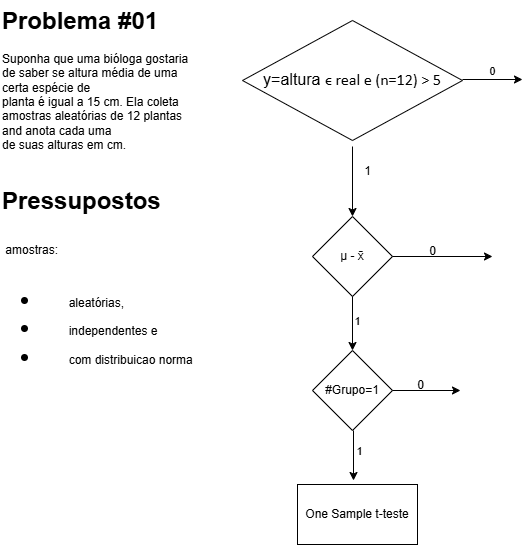 Problema #01
Suponha que uma bióloga gostaria
de saber se altura média de uma
certa espécie de
planta é igual a 15 cm. Ela coleta
amostras aleatórias de 12 plantas
and anota cada uma
de suas alturas em cm.
Pressupostos
amostras:
aleatórias,
independentes e
com distribuicao norma
y=altura ϵ real e (n=12) > 5
0
1
μ - x̄
0
1
#Grupo=1
0
1
One Sample t-teste